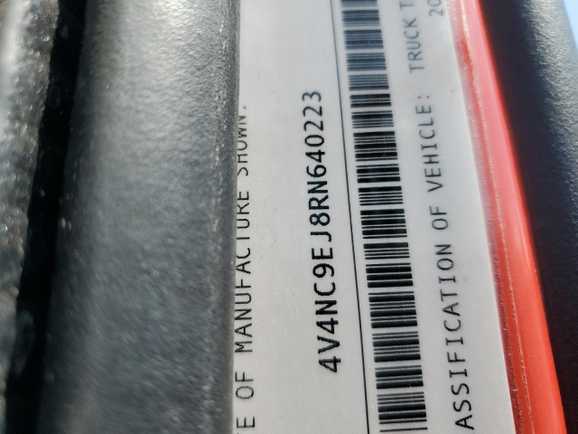 E OF MANUFACTURE SHOWN.
4V4NC9EJ8RN640223
ASSIFICATION OF VEHICLE: TRUCK T
20